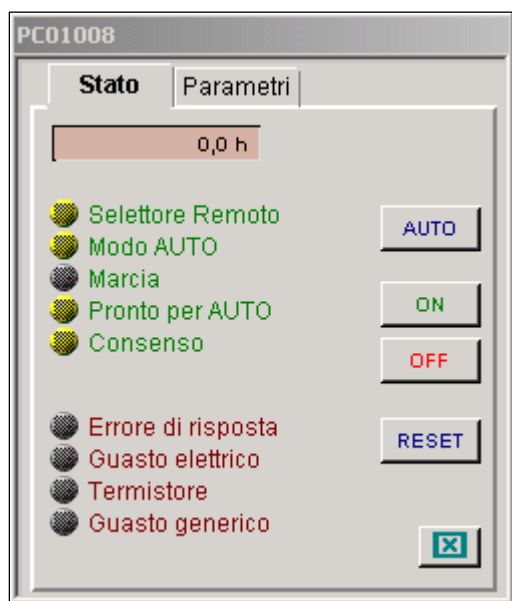 PC01008
Stato Parametri
0,0 h
Selettore Remoto
AUTO
Modo AUTO
Marcia
Pronto per AUTO
ON
Consenso
OFF
Errore di risposta
RESET
Guasto elettrico
Termistore
Guasto generico